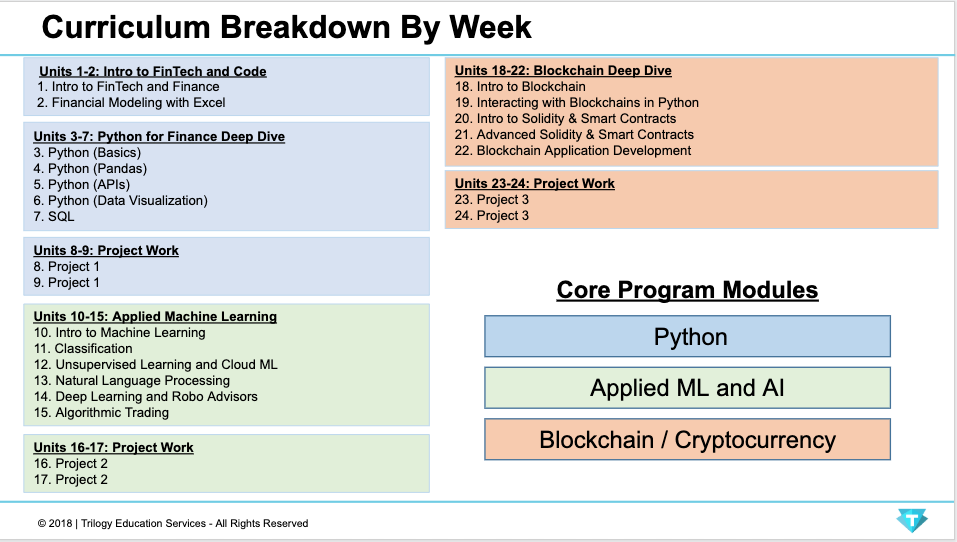 Curriculum Breakdown By Week
Units 1-2: Intro to FinTech and Code
1. Intro to FinTech and Finance
2. Financial Modeling with Excel
Units 3-7: Python for Finance Deep Dive
3. Python (Basics)
4. Python (Pandas)
5. Python (APIs)
6. Python (Data Visualization)
7. SQL
Units 8-9: Project Work
8. Project 1
9. Project 1
Units 10-15: Applied Machine Learning
10. Intro to Machine Learning
11. Classification
12. Unsupervised Learning and Cloud ML
13. Natural Language Processing
14. Deep Learning and Robo Advisors
15. Algorithmic Trading
Units 16-17: Project Work
16. Project 2
17. Project 2
Units 18-22: Blockchain Deep Dive
18. Intro to Blockchain
19. Interacting with Blockchains in Python
20. Intro to Solidity & Smart Contracts
21. Advanced Solidity & Smart Contracts
22. Blockchain Application Development
Units 23-24: Project Work
23. Project 3
24. Project 3
Core Program Modules
Python
Applied ML and AI
Blockchain / Cryptocurrency
© 2018 | Trilogy Education Services - All Rights Reserved
T